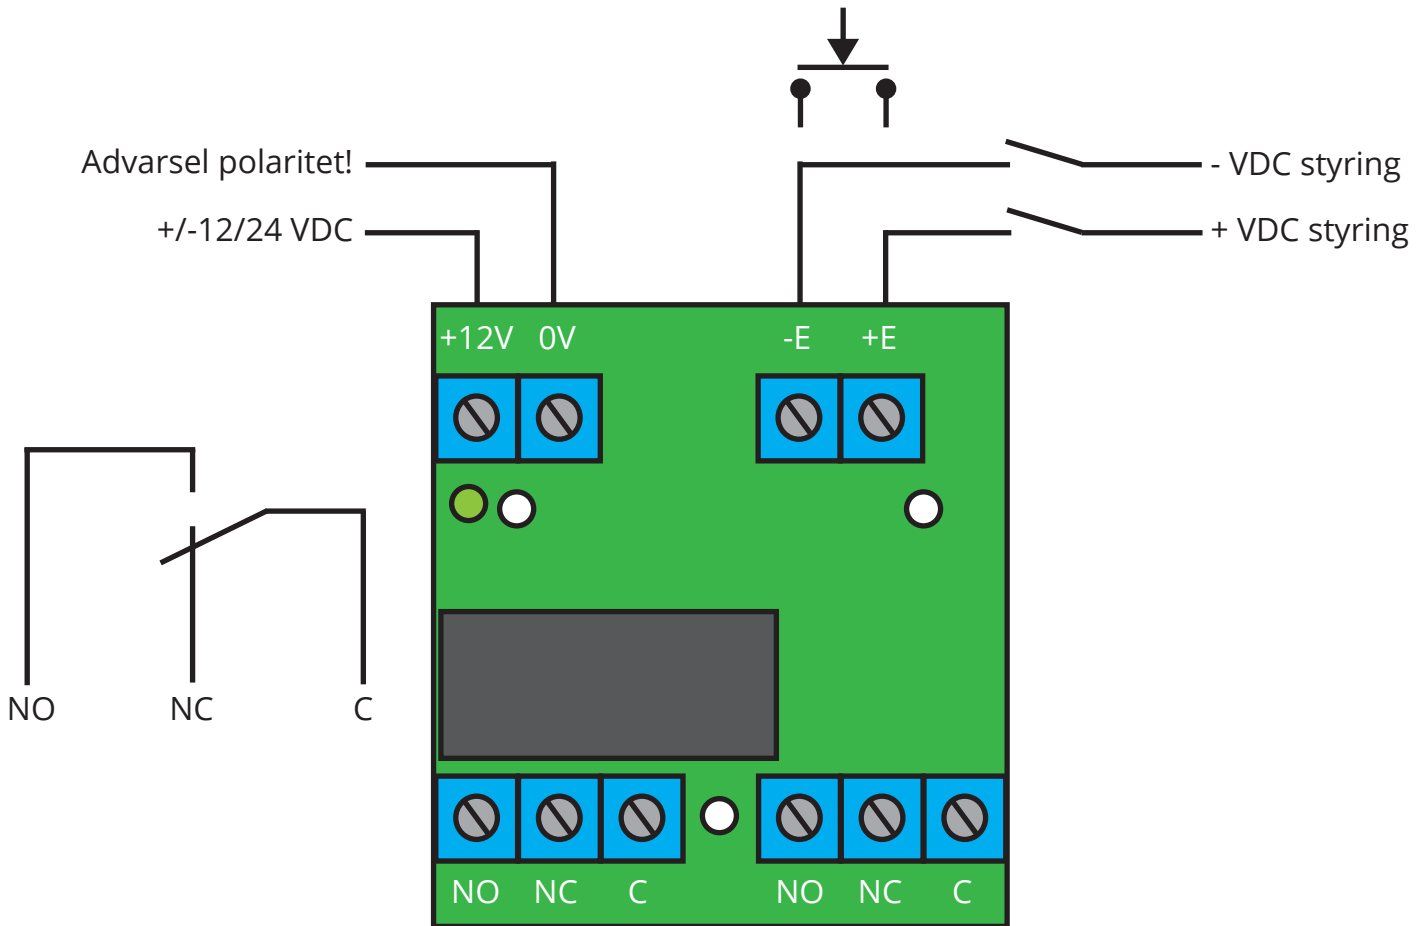 Advarsel polaritet!
- VDC styring
+/-12/24 VDC
+ VDC styring
+12V 0V -E +E
NO NC C
NO NC C NO NC C